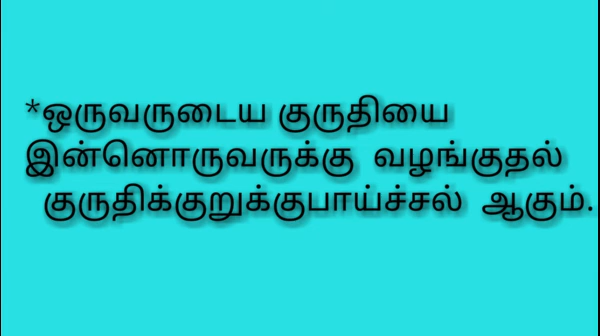 *ஒருவருடைய குருதியை
இன்னொருவருக்கு வழங்குதல்
குருதிக்குறுக்குபாய்ச்சல் ஆகும்.